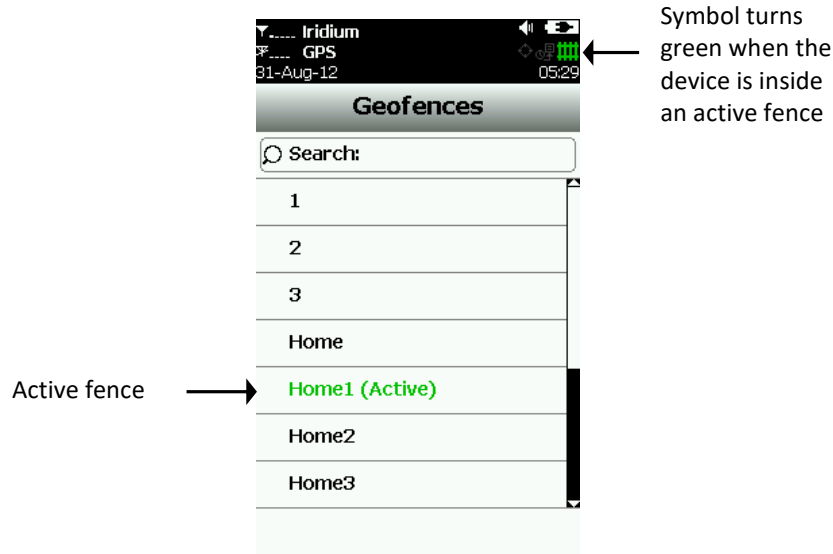 Iridium
GPS
31-Aug-12
05:29
Symbol turns
green when the
device is inside
an active fence
Geofences
Search:
1
2
3
Home
Active fence
Home1 (Active)
Home2
Home3